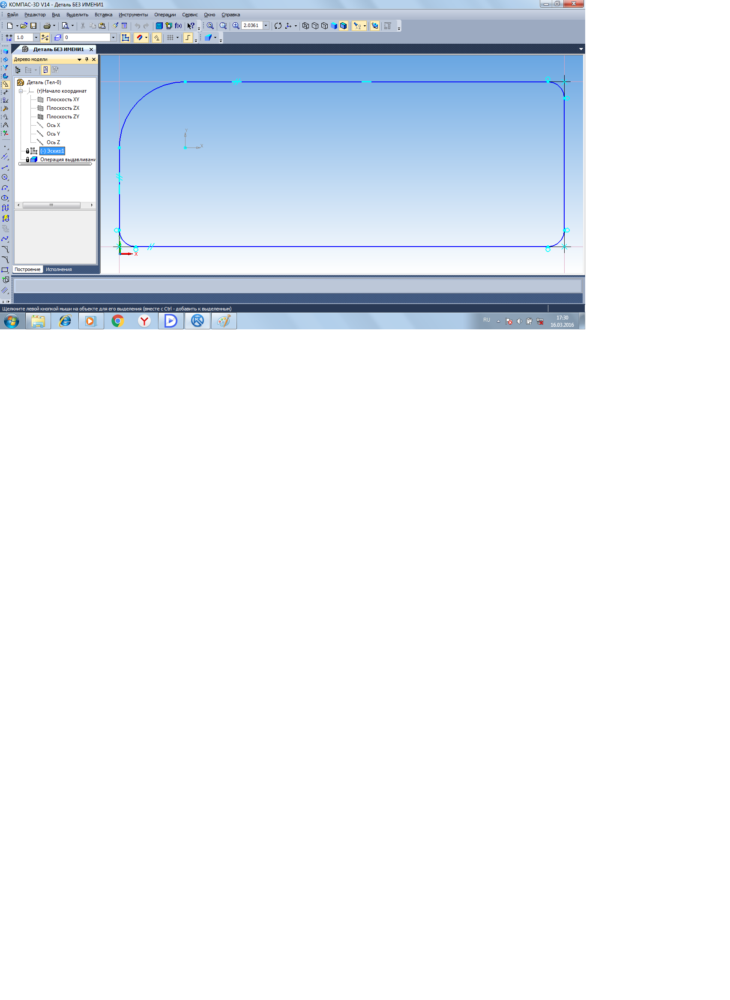 КОМПАС-3D V14 - Деталь БЕЗ ИМЕНИ1
Файл Редактор Вид Выделить Вставка Инструменты Операции Сервис Окно Справка
f(x) 2.0361
1.0 0
Деталь БЕЗ ИМЕНИ1
Дерево модели
Деталь (Тел-0)
(т)Начало координат
Плоскость XY
Плоскость ZX
Плоскость ZY
Ось X
Ось Y
Ось Z
(-) Эскиз:1
Операция выдавливани
Y
X
X
Построение Исполнения
Щелкните левой кнопкой мыши на объекте для его выделения (вместе с Ctrl - добавить к выделенным)
RU
17:30
16.03.2016